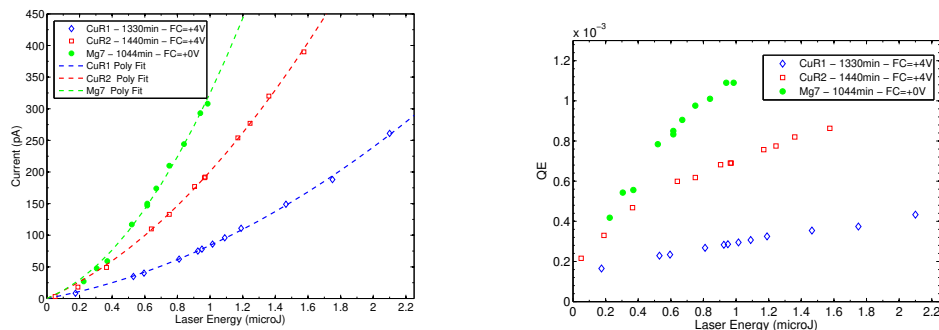 450
400
350
300
250
200
150
100
50
0
Current (pA)
CuR1 − 1330min − FC=+4V
CuR2 − 1440min − FC=+4V
Mg7 − 1044min − FC=+0V
CuR1 Poly Fit
CuR2  Poly Fit
Mg7  Poly Fit
0 0.2 0.4 0.6 0.8 1 1.2 1.4 1.6 1.8 2 2.2
Laser Energy (microJ)
x 10⁻³
1.2
1
0.8
0.6
0.4
0.2
0
QE
CuR1 − 1330min − FC=+4V
CuR2 − 1440min − FC=+4V
Mg7 − 1044min − FC=+0V
0 0.2 0.4 0.6 0.8 1 1.2 1.4 1.6 1.8 2 2.2
Laser Energy (microJ)